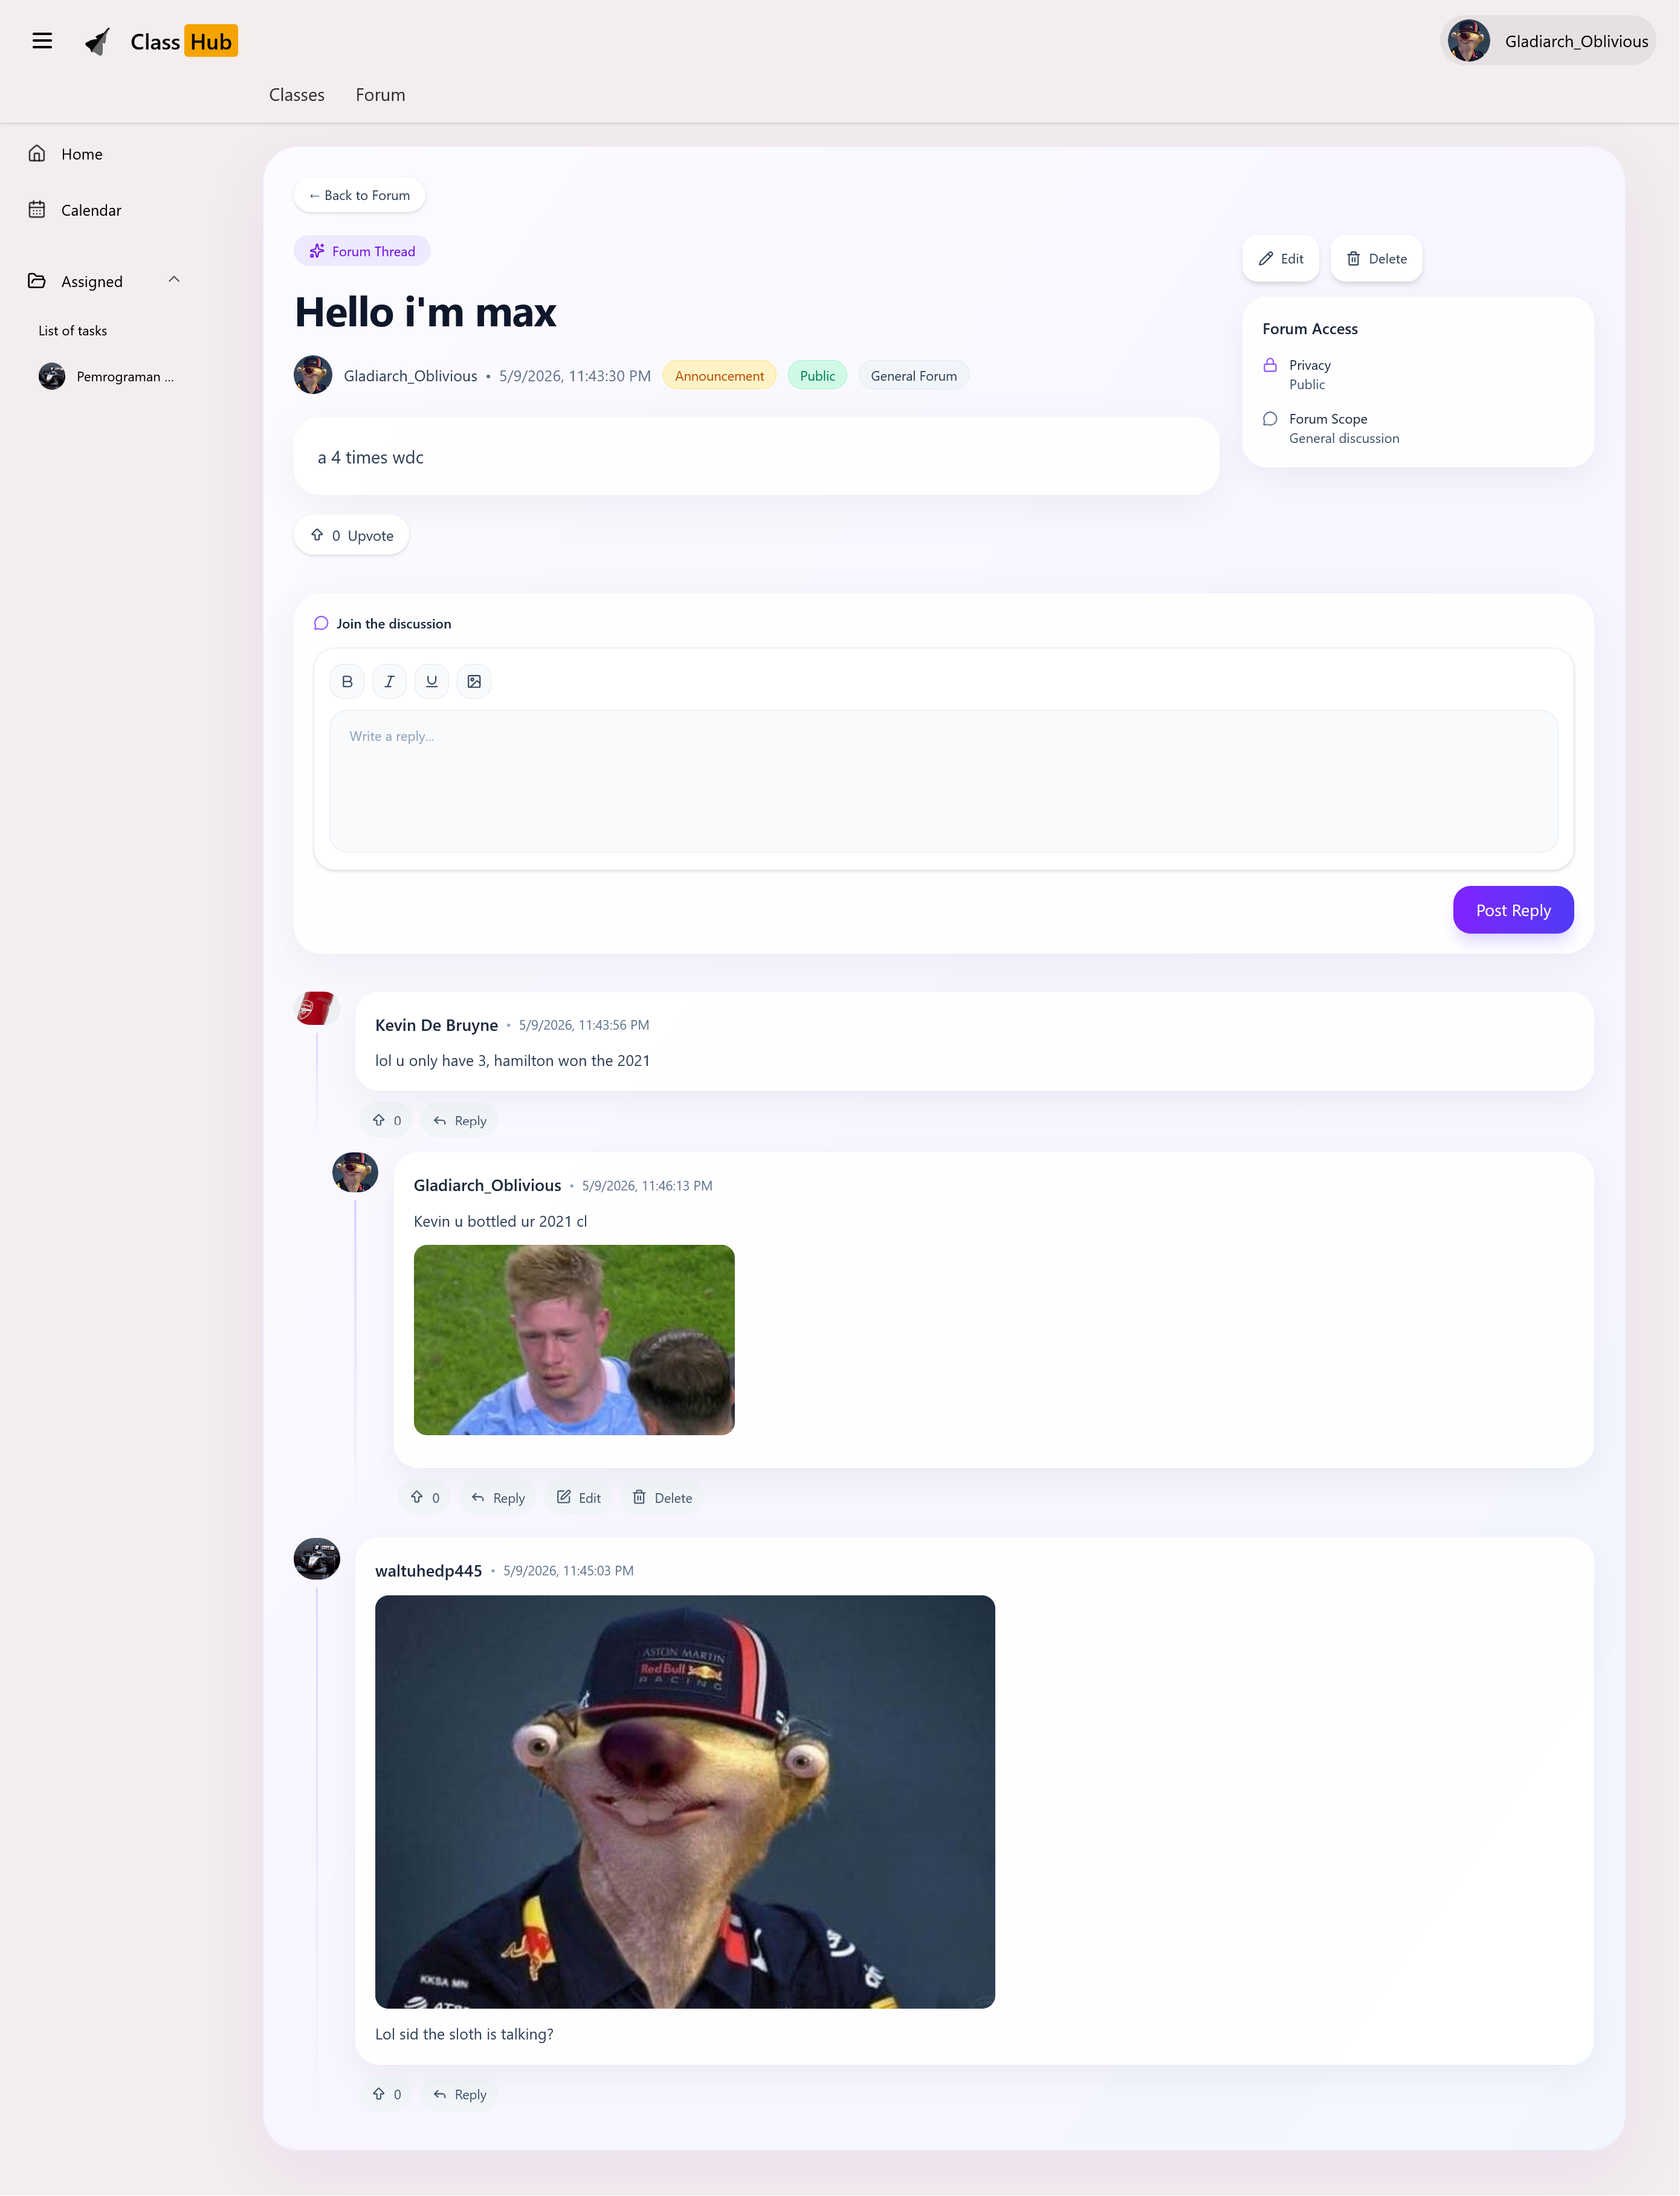 Class Hub
Gladiarch_Oblivious
Classes
Forum
Home
Calendar
Assigned
List of tasks
Pemrograman ...
← Back to Forum
Forum Thread
Edit
Delete
Hello i'm max
Gladiarch_Oblivious • 5/9/2026, 11:43:30 PM Announcement Public General Forum
Forum Access
Privacy
Public
Forum Scope
General discussion
a 4 times wdc
0 Upvote
Join the discussion
B I U
Write a reply...
Post Reply
Kevin De Bruyne • 5/9/2026, 11:43:56 PM
lol u only have 3, hamilton won the 2021
0 Reply
Gladiarch_Oblivious • 5/9/2026, 11:46:13 PM
Kevin u bottled ur 2021 cl
0 Reply Edit Delete
waltuhedp445 • 5/9/2026, 11:45:03 PM
ASTON MARTIN
Red Bull
RACING
KKSA MN
Lol sid the sloth is talking?
0 Reply